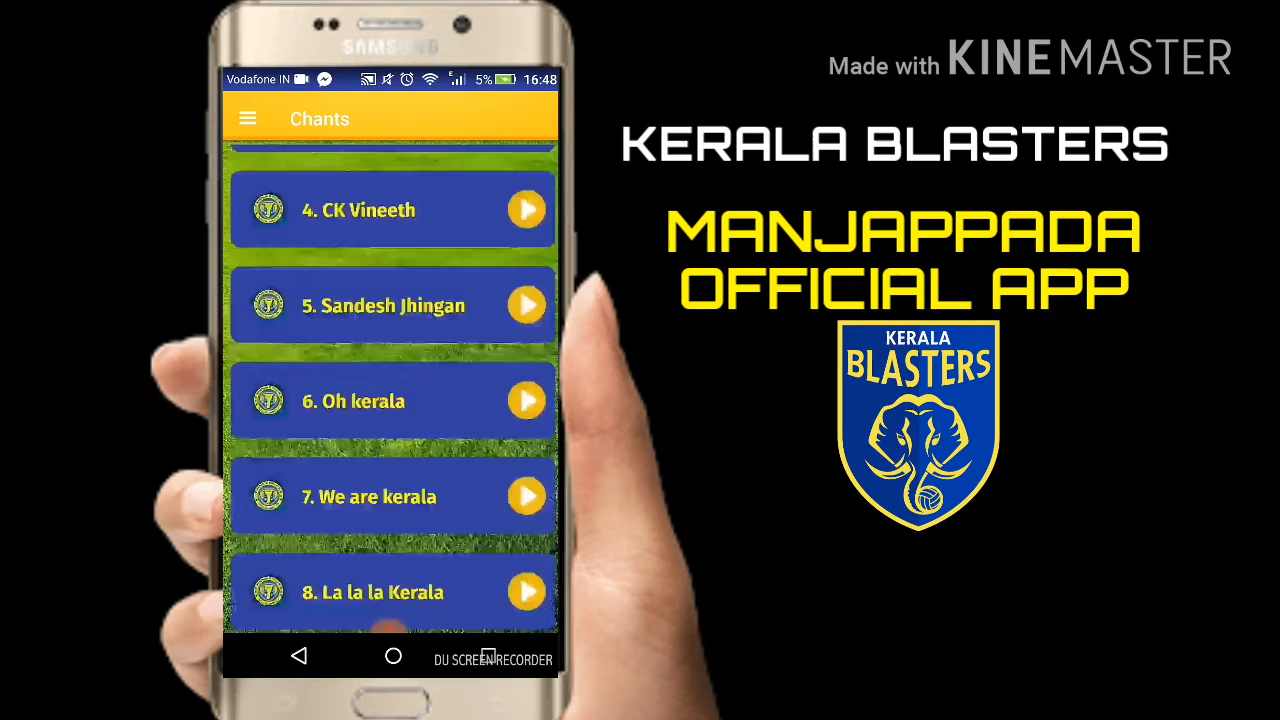 Made with KINEMASTER
SAMSUNG
Vodafone IN 5% 16:48
Chants
4. CK Vineeth
5. Sandesh Jhingan
6. Oh kerala
7. We are kerala
8. La la la Kerala
DU SCREEN RECORDER
KERALA BLASTERS
MANJAPPADA
OFFICIAL APP
KERALA
BLASTERS